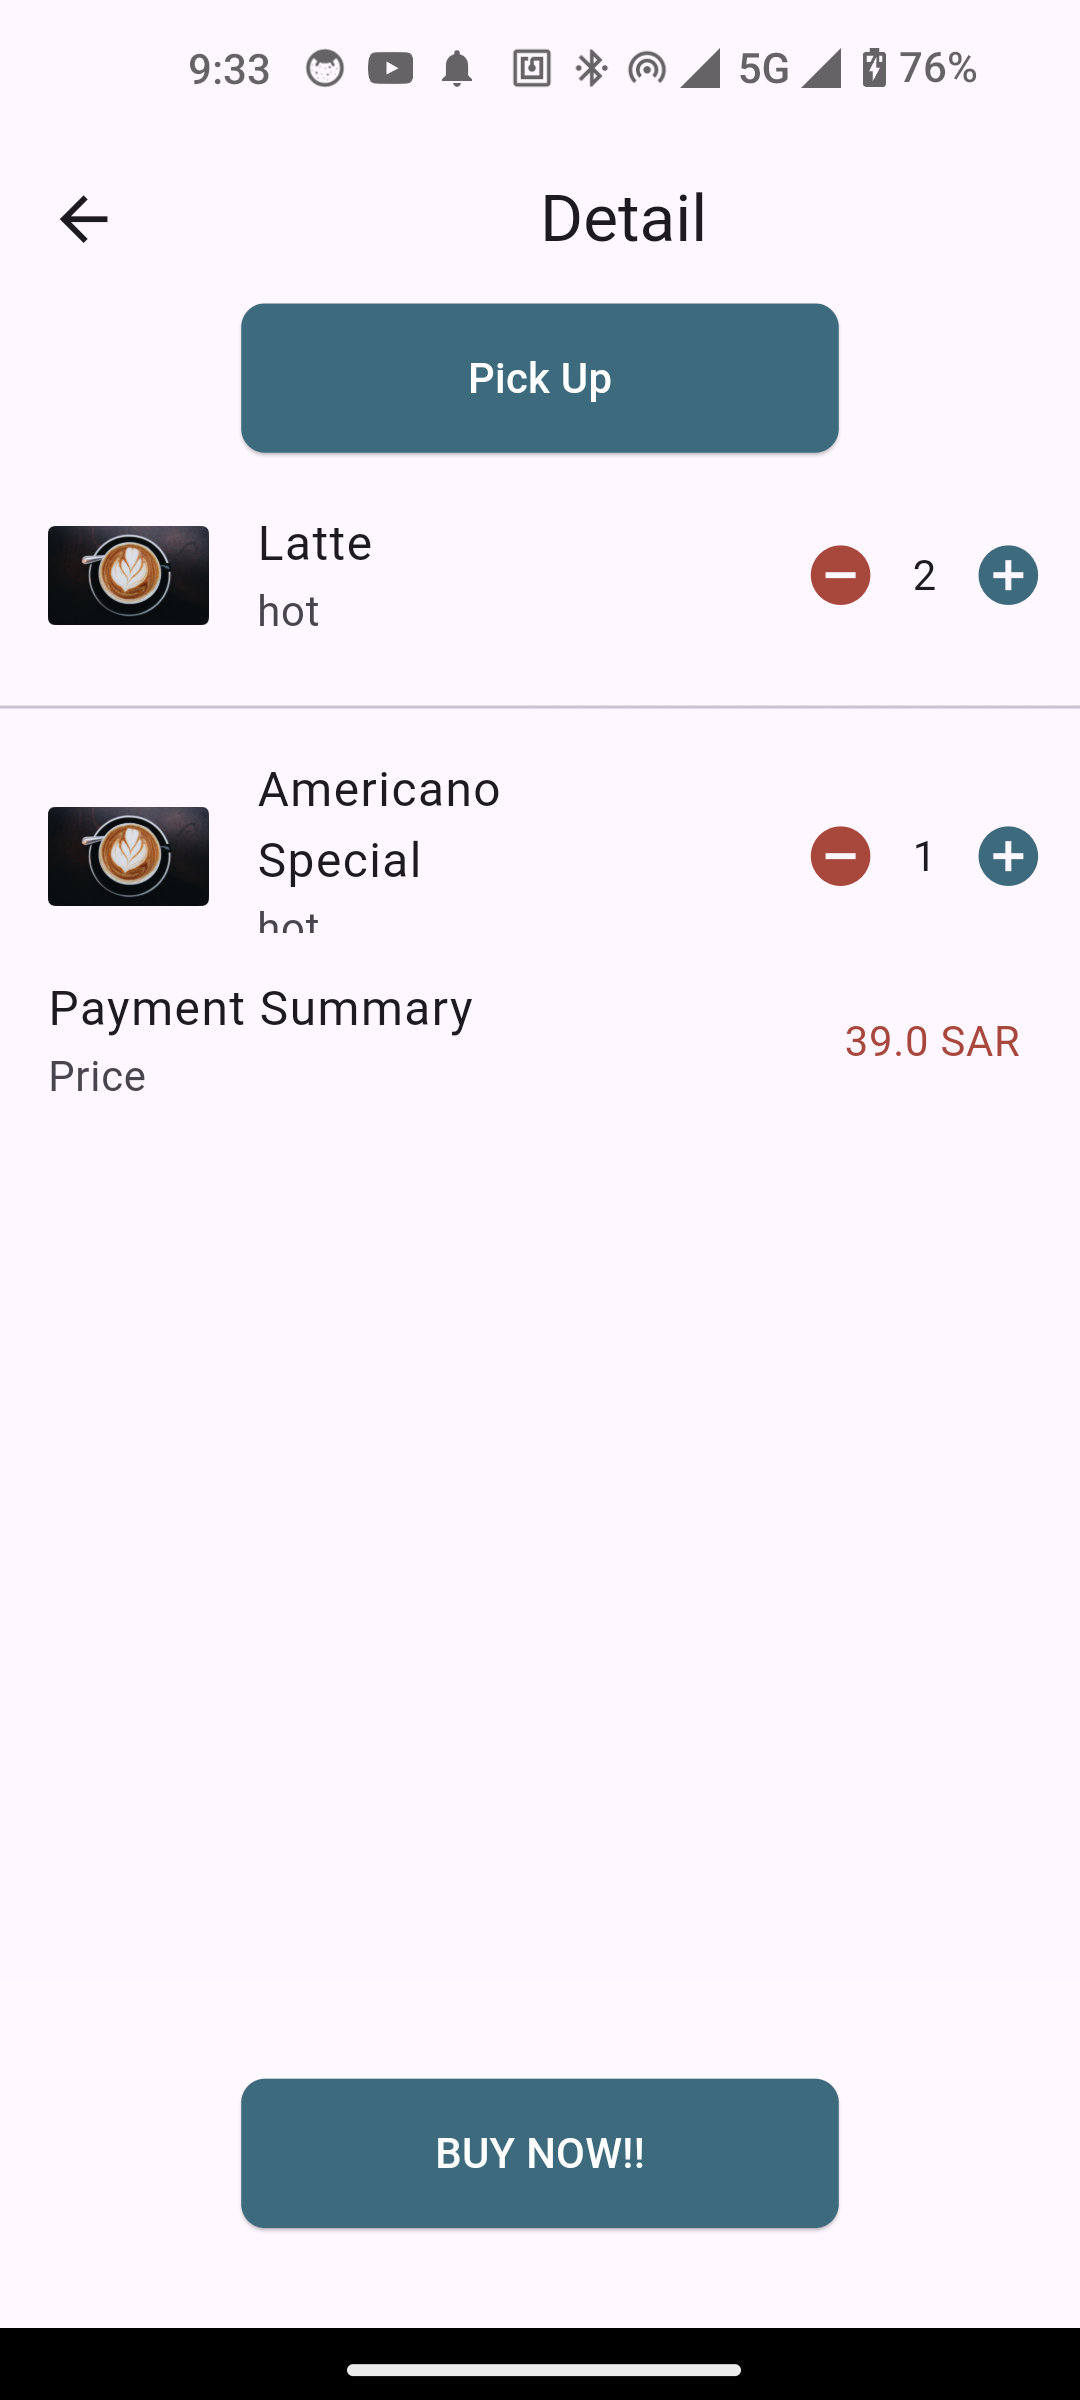 9:33 5G 76%
Detail
Pick Up
Latte
hot
2
Americano
Special
hot
1
Payment Summary
Price
39.0 SAR
BUY NOW!!